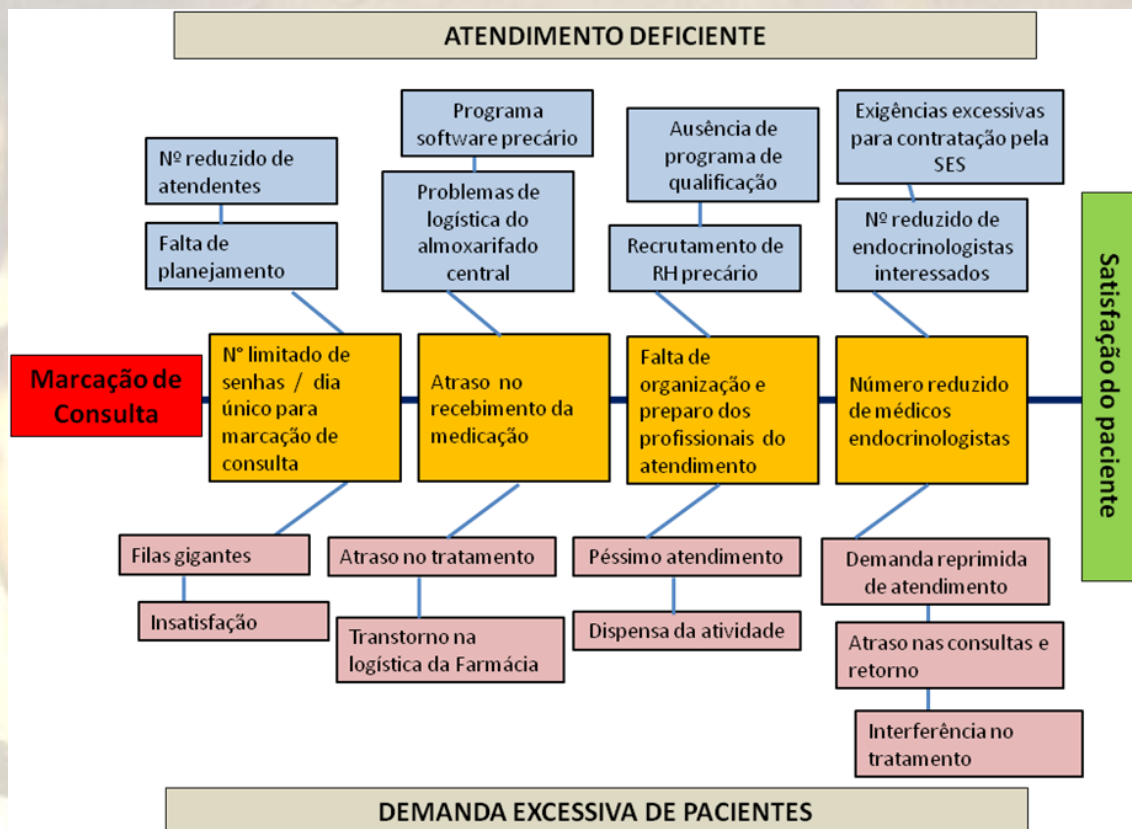 ATENDIMENTO DEFICIENTE
Nº reduzido de
atendentes
Falta de
planejamento
Programa
software precário
Problemas de
logística do
almoxarifado
central
Ausência de
programa de
qualificação
Recrutamento de
RH precário
Exigências excessivas
para contratação pela
SES
Nº reduzido de
endocrinologistas
interessados
Marcação de
Consulta
N° limitado de
senhas / dia
único para
marcação de
consulta
Atraso no
recebimento da
medicação
Falta de
organização e
preparo dos
profissionais do
atendimento
Número reduzido
de médicos
endocrinologistas
Satisfação do paciente
Filas gigantes
Insatisfação
Atraso no tratamento
Transtorno na
logística da Farmácia
Péssimo atendimento
Dispensa da atividade
Demanda reprimida
de atendimento
Atraso nas consultas e
retorno
Interferência no
tratamento
DEMANDA EXCESSIVA DE PACIENTES